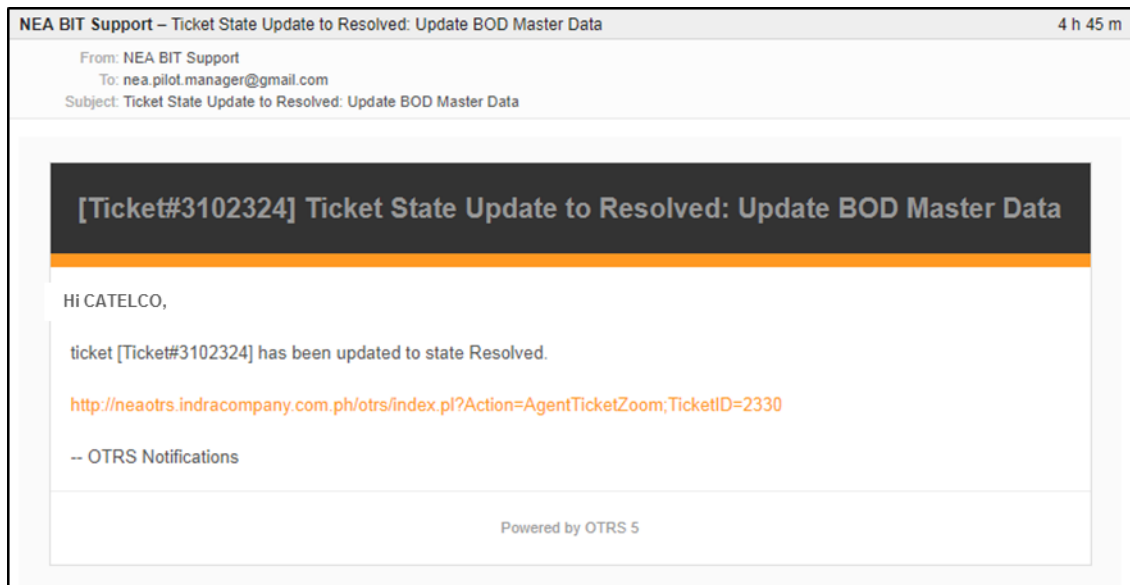 NEA BIT Support – Ticket State Update to Resolved: Update BOD Master Data 4 h 45 m
From: NEA BIT Support
To: nea.pilot.manager@gmail.com
Subject: Ticket State Update to Resolved: Update BOD Master Data
[Ticket#3102324] Ticket State Update to Resolved: Update BOD Master Data
Hi CATELCO,
ticket [Ticket#3102324] has been updated to state Resolved.
http://neaotrs.indracompany.com.ph/otrs/index.pl?Action=AgentTicketZoom;TicketID=2330
-- OTRS Notifications
Powered by OTRS 5